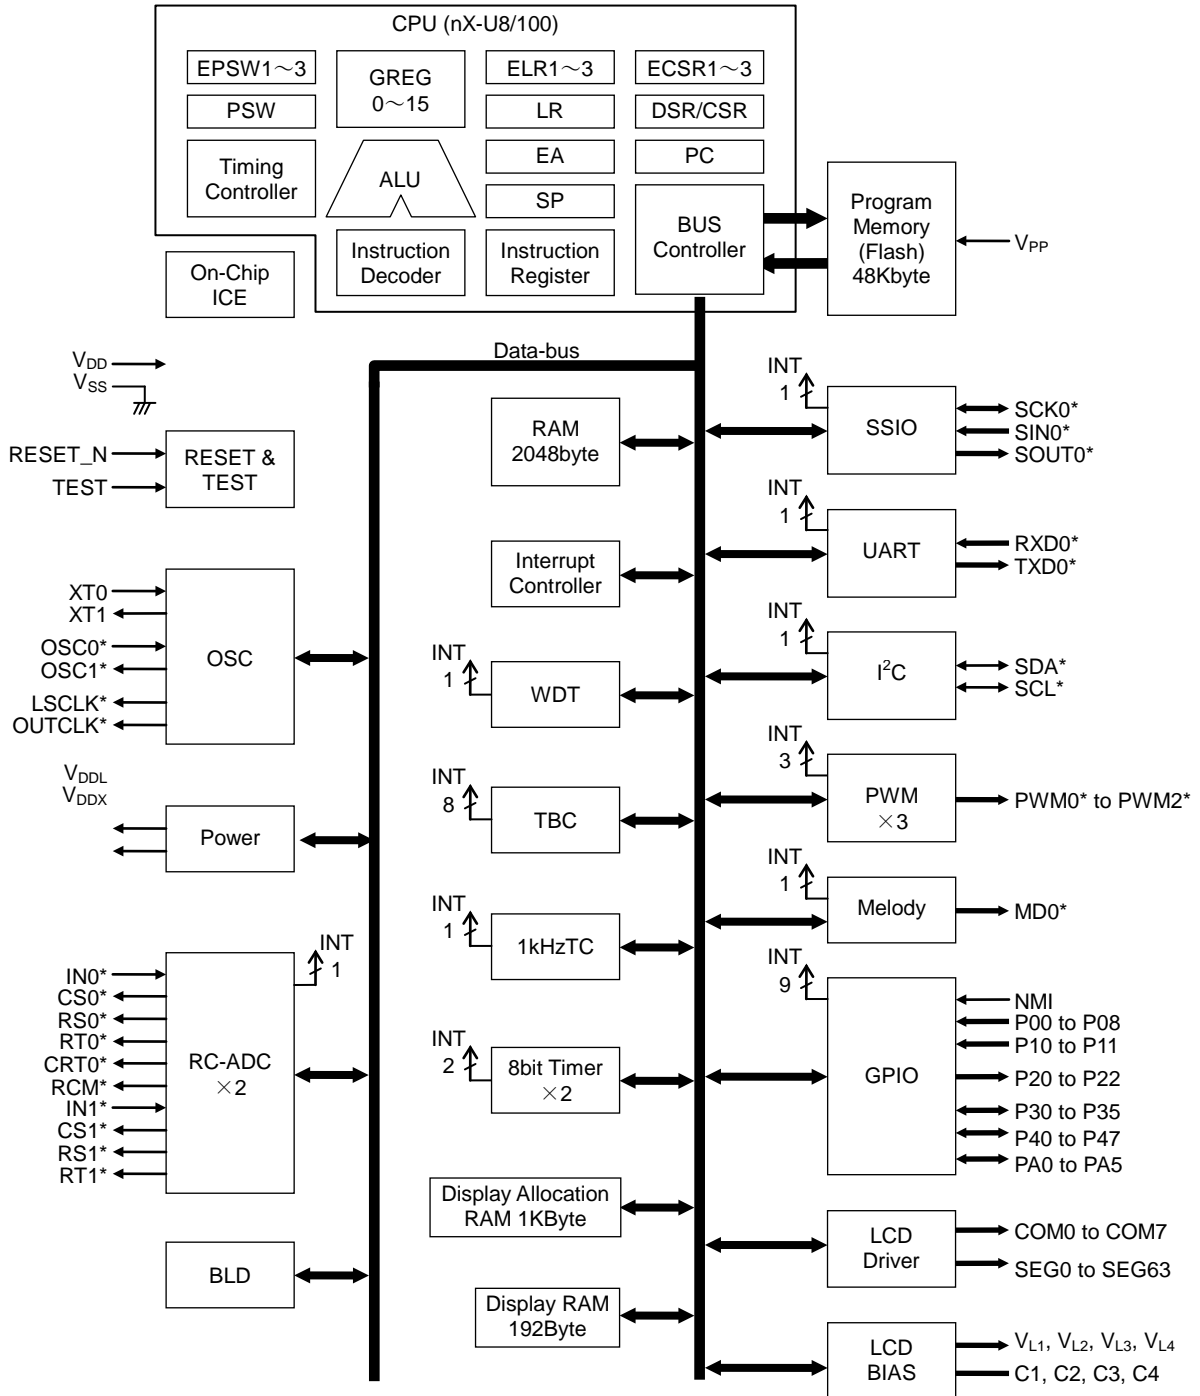 CPU (nX-U8/100)
EPSW1～3
GREG
0～15
ELR1～3
ECSR1～3
PSW
LR
DSR/CSR
Timing
Controller
ALU
EA
PC
SP
BUS
Controller
Program
Memory
(Flash)
48Kbyte
VPP
On-Chip
ICE
Instruction
Decoder
Instruction
Register
Data-bus
VDD
VSS
RESET_N
TEST
RESET &
TEST
RAM
2048byte
INT
1
SSIO
SCK0*
SIN0*
SOUT0*
INT
1
UART
RXD0*
TXD0*
Interrupt
Controller
XT0
XT1
OSC0*
OSC1*
LSCLK*
OUTCLK*
OSC
INT
1
WDT
INT
1
I2C
SDA*
SCL*
VDDL
VDDX
Power
INT
8
TBC
INT
3
PWM
×3
PWM0* to PWM2*
INT
1
Melody
MD0*
INT
1
1kHzTC
IN0*
CS0*
RS0*
RT0*
CRT0*
RCM*
IN1*
CS1*
RS1*
RT1*
RC-ADC
×2
INT
1
INT
2
8bit Timer
×2
INT
9
GPIO
NMI
P00 to P08
P10 to P11
P20 to P22
P30 to P35
P40 to P47
PA0 to PA5
Display Allocation
RAM 1KByte
LCD
Driver
COM0 to COM7
SEG0 to SEG63
BLD
Display RAM
192Byte
LCD
BIAS
VL1, VL2, VL3, VL4
C1, C2, C3, C4